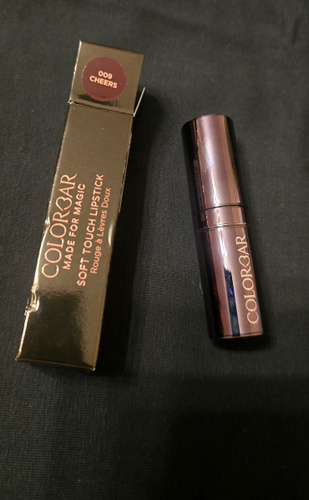 009
CHEERS
COLORBAR
MADE FOR MAGIC
SOFT TOUCH LIPSTICK
Rouge à Lèvres Doux
COLORBAR